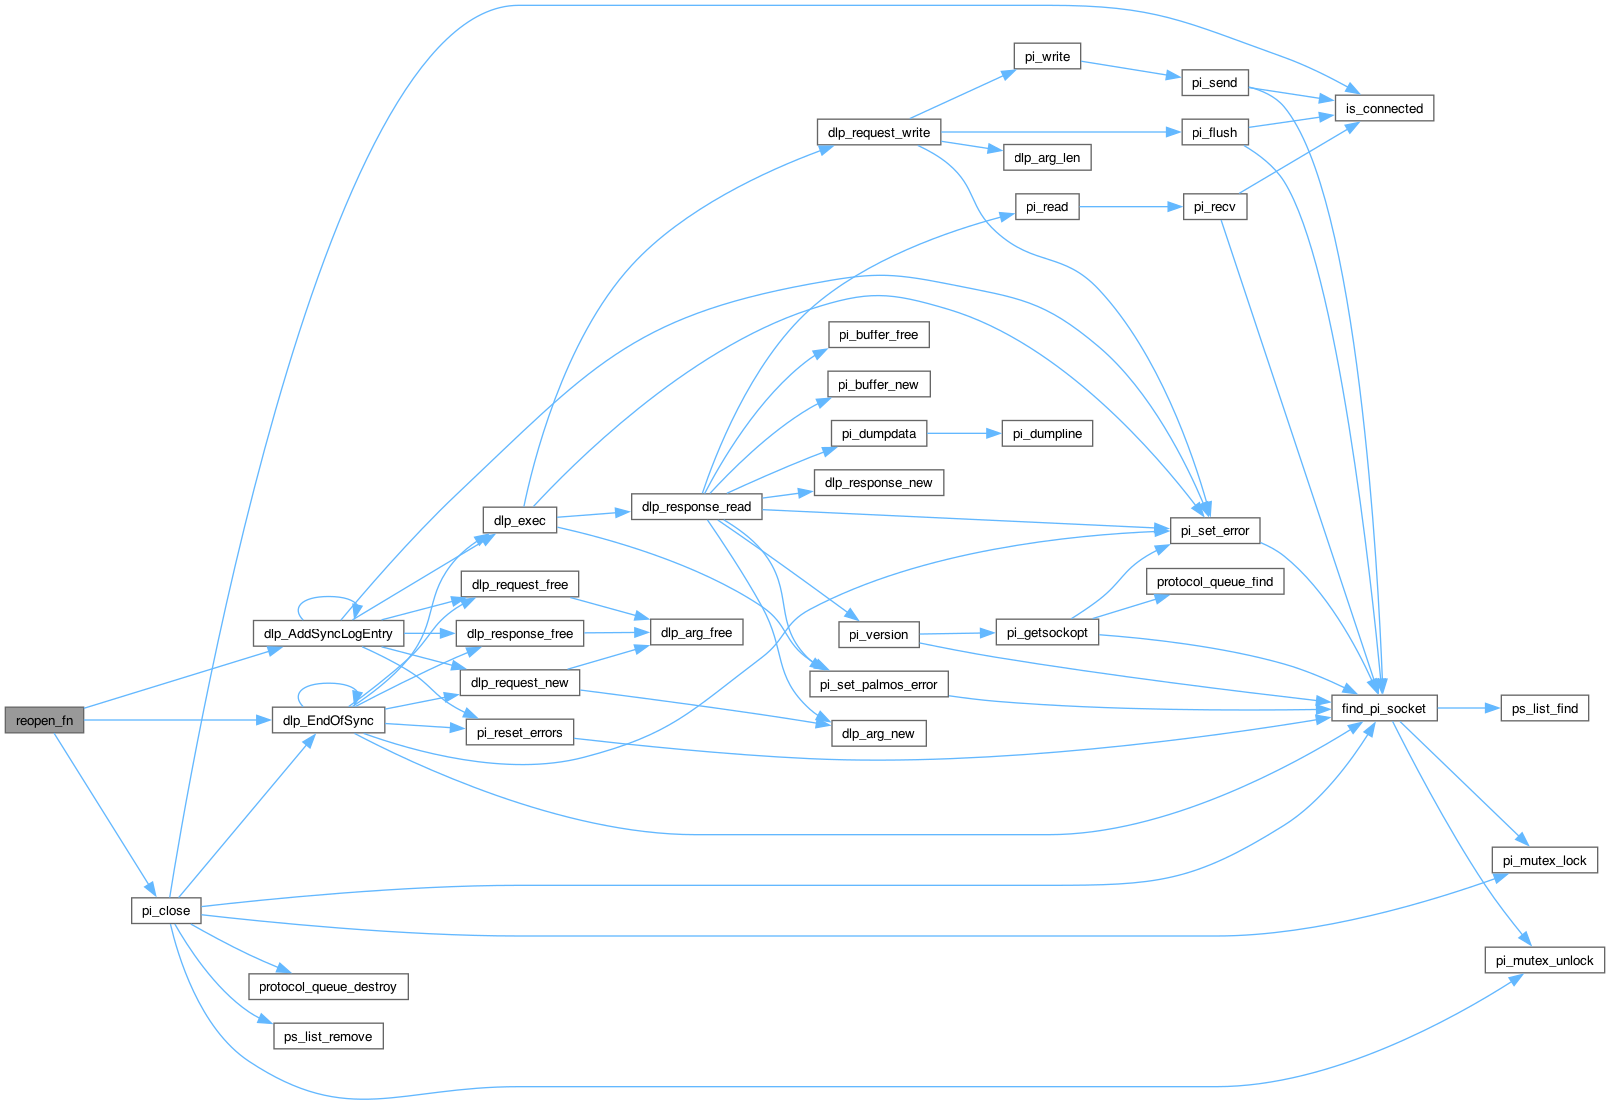 pi_write
pi_send
is_connected
dlp_request_write
pi_flush
dlp_arg_len
pi_read
pi_recv
pi_buffer_free
pi_buffer_new
pi_dumpdata
pi_dumpline
dlp_response_new
dlp_response_read
dlp_exec
pi_set_error
protocol_queue_find
dlp_request_free
dlp_AddSyncLogEntry
dlp_response_free
dlp_arg_free
pi_version
pi_getsockopt
dlp_request_new
pi_set_palmos_error
find_pi_socket
ps_list_find
reopen_fn
dlp_EndOfSync
pi_reset_errors
dlp_arg_new
pi_mutex_lock
pi_close
pi_mutex_unlock
protocol_queue_destroy
ps_list_remove